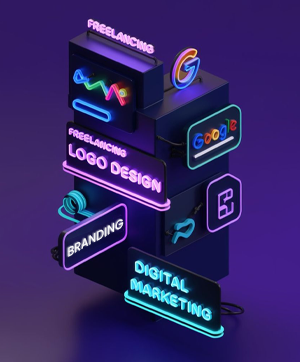 FREELANCING
G
Google
FREELANCING
LOGO DESIGN
BRANDING
DIGITAL
MARKETING